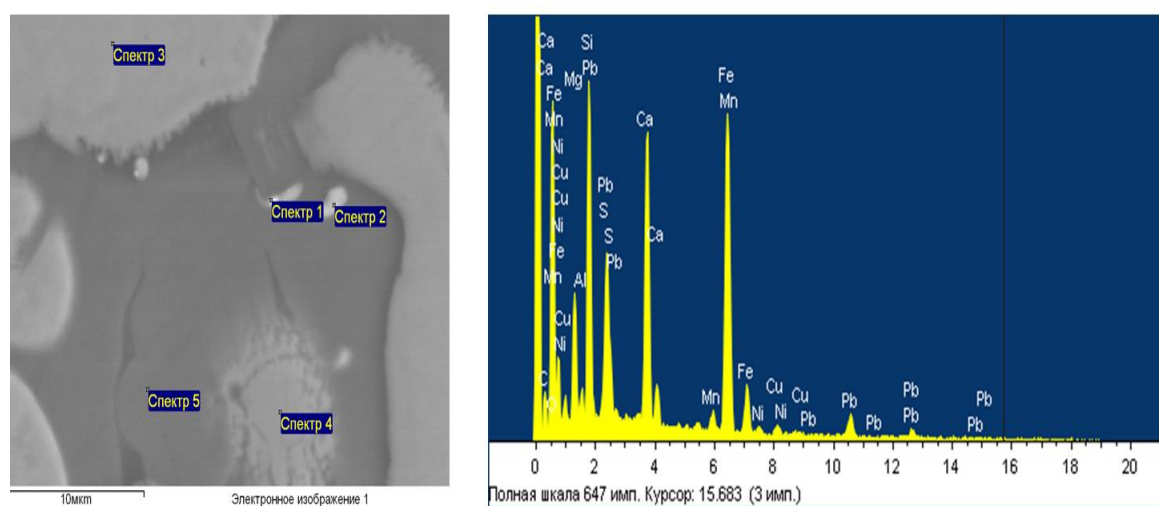 Спектр 3
Спектр 1
Спектр 2
Спектр 5
Спектр 4
10мкm
Электронное изображение 1
Ca
Ca
Fe
Mn
Ni
Cu
Cu
Ni
Fe
Mn
Cu
Ni
C
O
Mg
Al
Si
Pb
Pb
S
S
Pb
Ca
Ca
Fe
Mn
Mn
Fe
Ni
Cu
Ni
Cu
Pb
Pb
Pb
Pb
Pb
Pb
Pb
0 2 4 6 8 10 12 14 16 18 20
Полная шкала 647 имп. Курсор: 15.683 (3 имп.)